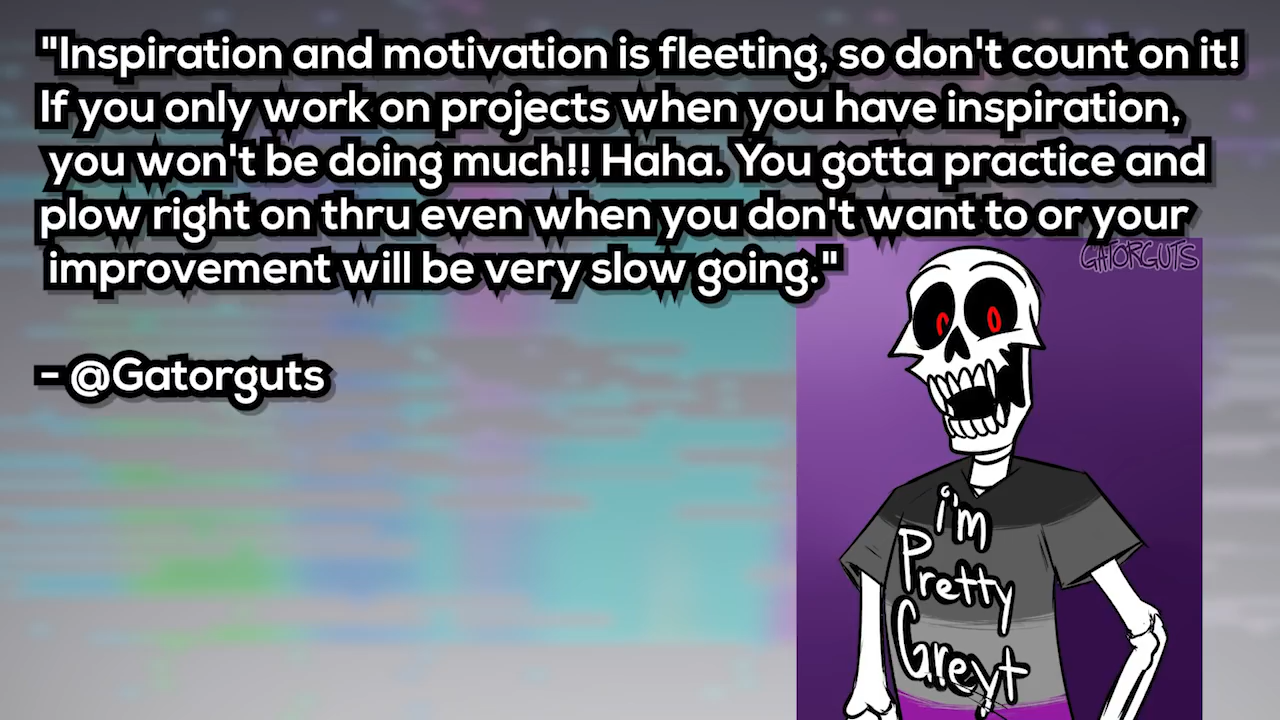 "Inspiration and motivation is fleeting, so don't count on it!
If you only work on projects when you have inspiration,
you won't be doing much!! Haha. You gotta practice and
plow right on thru even when you don't want to or your
improvement will be very slow going."
- @Gatorguts
GATORGUTS
i'm
Pretty
Greyt